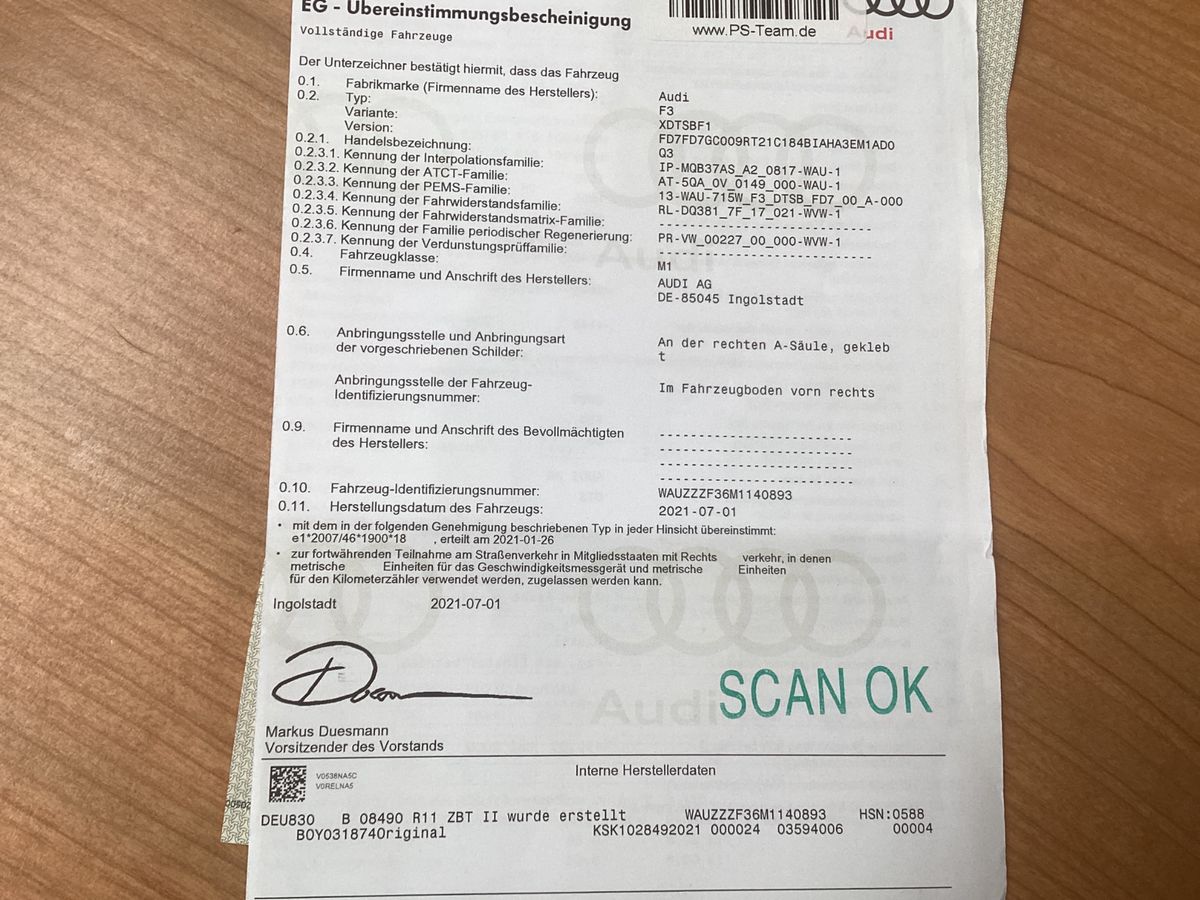 EG - Übereinstimmungsbescheinigung
www.PS-Team.de
Audi
Vollständige Fahrzeuge
Der Unterzeichner bestätigt hiermit, dass das Fahrzeug
0.1. Fabrikmarke (Firmenname des Herstellers): Audi
0.2. Typ: F3
Variante: XDTSBF1
Version: FD7FD7GC009RT21C184BIAHA3EM1AD0
0.2.1. Handelsbezeichnung: Q3
0.2.3.1. Kennung der Interpolationsfamilie: IP-MQB37AS_A2_0817-WAU-1
0.2.3.2. Kennung der ATCT-Familie: AT-5QA_0V_0149_000-WAU-1
0.2.3.3. Kennung der PEMS-Familie: 13-WAU-715W_F3_DTSB_FD7_00_A-000
0.2.3.4. Kennung der Fahrwiderstandsfamilie: RL-DQ381_7F_17_021-WVW-1
0.2.3.5. Kennung der Fahrwiderstandsmatrix-Familie: ----------------------------
0.2.3.6. Kennung der Familie periodischer Regenerierung: PR-VW_00227_00_000-WVW-1
0.2.3.7. Kennung der Verdunstungsprüffamilie: ----------------------------
0.4. Fahrzeugklasse: M1
0.5. Firmenname und Anschrift des Herstellers: AUDI AG
DE-85045 Ingolstadt
0.6. Anbringungsstelle und Anbringungsart An der rechten A-Säule, gekleb
der vorgeschriebenen Schilder: t
Anbringungsstelle der Fahrzeug- Im Fahrzeugboden vorn rechts
Identifizierungsnummer:
0.9. Firmenname und Anschrift des Bevollmächtigten -------------------------
des Herstellers: -------------------------
-------------------------
-------------------------
0.10. Fahrzeug-Identifizierungsnummer: WAUZZZF36M1140893
0.11. Herstellungsdatum des Fahrzeugs: 2021-07-01
• mit dem in der folgenden Genehmigung beschriebenen Typ in jeder Hinsicht übereinstimmt:
e1*2007/46*1900*18 , erteilt am 2021-01-26
• zur fortwährenden Teilnahme am Straßenverkehr in Mitgliedsstaaten mit Rechts verkehr, in denen
metrische Einheiten für das Geschwindigkeitsmessgerät und metrische Einheiten
für den Kilometerzähler verwendet werden, zugelassen werden kann.
Ingolstadt 2021-07-01
SCAN OK
Markus Duesmann
Vorsitzender des Vorstands
Interne Herstellerdaten
V0538NA5C
V0RELNA5
DEU830 B 08490 R11 ZBT II wurde erstellt WAUZZZF36M1140893 HSN:0588
BOY0318740riginal KSK1028492021 000024 03594006 00004